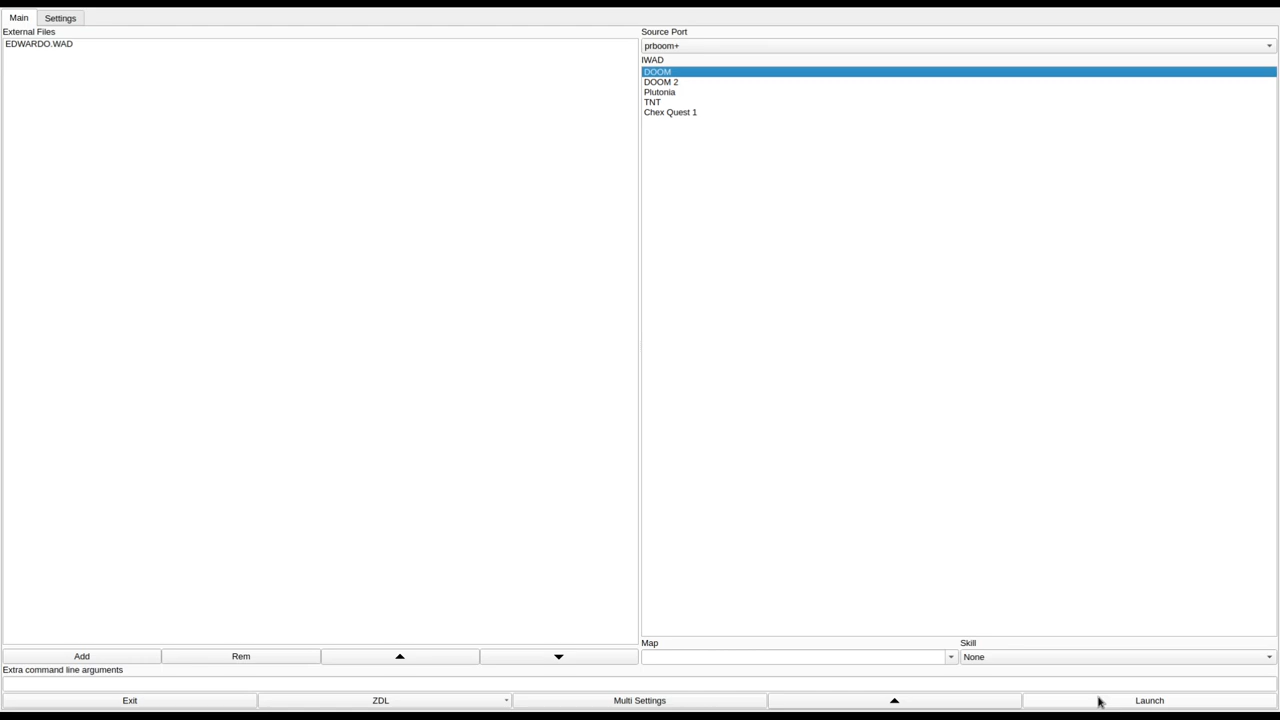 Main
Settings
External Files
EDWARDO.WAD
Source Port
prboom+
IWAD
DOOM
DOOM 2
Plutonia
TNT
Chex Quest 1
Map
Skill
None
Add
Rem
Extra command line arguments
Exit
ZDL
Multi Settings
Launch